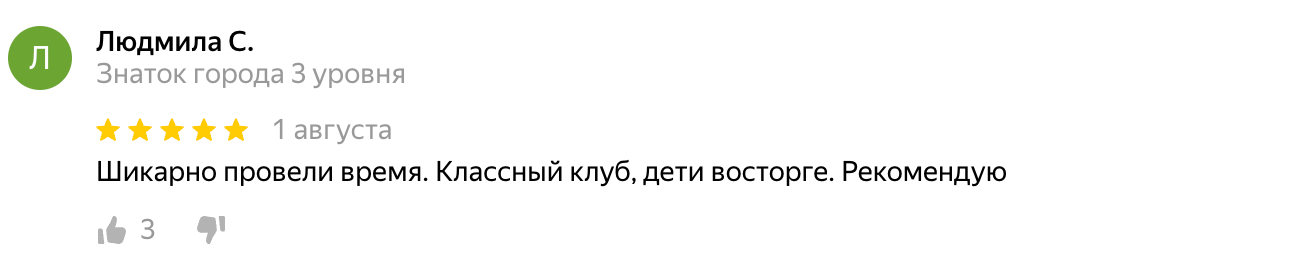 Л
Людмила С.
Знаток города 3 уровня
1 августа
Шикарно провели время. Классный клуб, дети восторге. Рекомендую
3